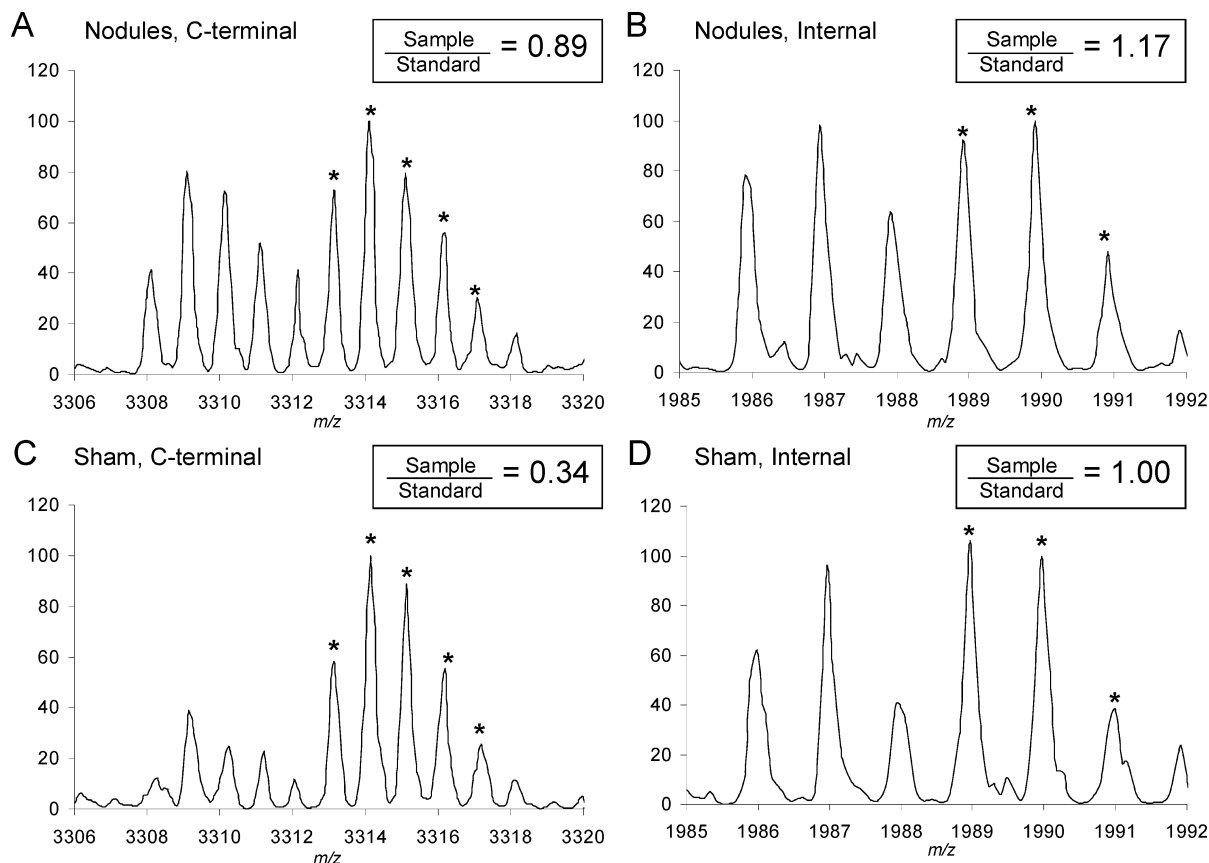 A Nodules, C-terminal
Sample
Standard
= 0.89
120
100
80
60
40
20
0
* * * * *
3306 3308 3310 3312 3314 3316 3318 3320
m/z
B Nodules, Internal
Sample
Standard
= 1.17
120
100
80
60
40
20
0
* * *
1985 1986 1987 1988 1989 1990 1991 1992
m/z
C Sham, C-terminal
Sample
Standard
= 0.34
120
100
80
60
40
20
0
* * * * *
3306 3308 3310 3312 3314 3316 3318 3320
m/z
D Sham, Internal
Sample
Standard
= 1.00
120
100
80
60
40
20
0
* * *
1985 1986 1987 1988 1989 1990 1991 1992
m/z